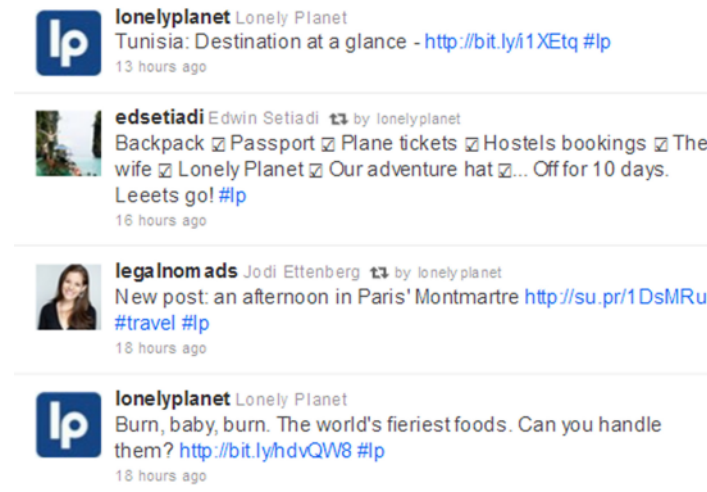 lp
lonelyplanet Lonely Planet
Tunisia: Destination at a glance - http://bit.ly/i1XEtq #lp
13 hours ago
edsetiadi Edwin Setiadi by lonelyplanet
Backpack ☑ Passport ☑ Plane tickets ☑ Hostels bookings ☑ The
wife ☑ Lonely Planet ☑ Our adventure hat ☑... Off for 10 days.
Leeets go! #lp
16 hours ago
legalnomads Jodi Ettenberg by lonelyplanet
New post: an afternoon in Paris' Montmartre http://su.pr/1DsMRu
#travel #lp
18 hours ago
lp
lonelyplanet Lonely Planet
Burn, baby, burn. The world's fieriest foods. Can you handle
them? http://bit.ly/hdvQW8 #lp
18 hours ago